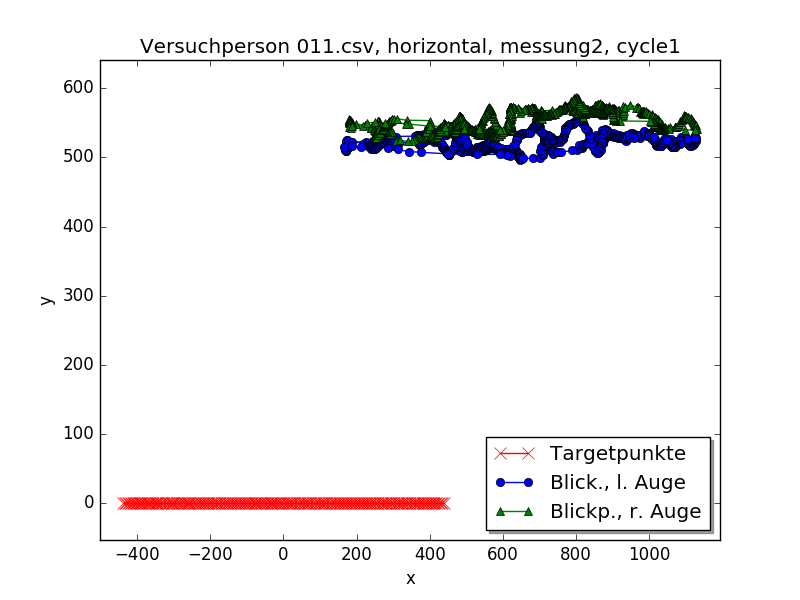 Versuchperson 011.csv, horizontal, messung2, cycle1
y
600
500
400
300
200
100
0
−400 −200 0 200 400 600 800 1000
x
Targetpunkte
Blick., l. Auge
Blickp., r. Auge